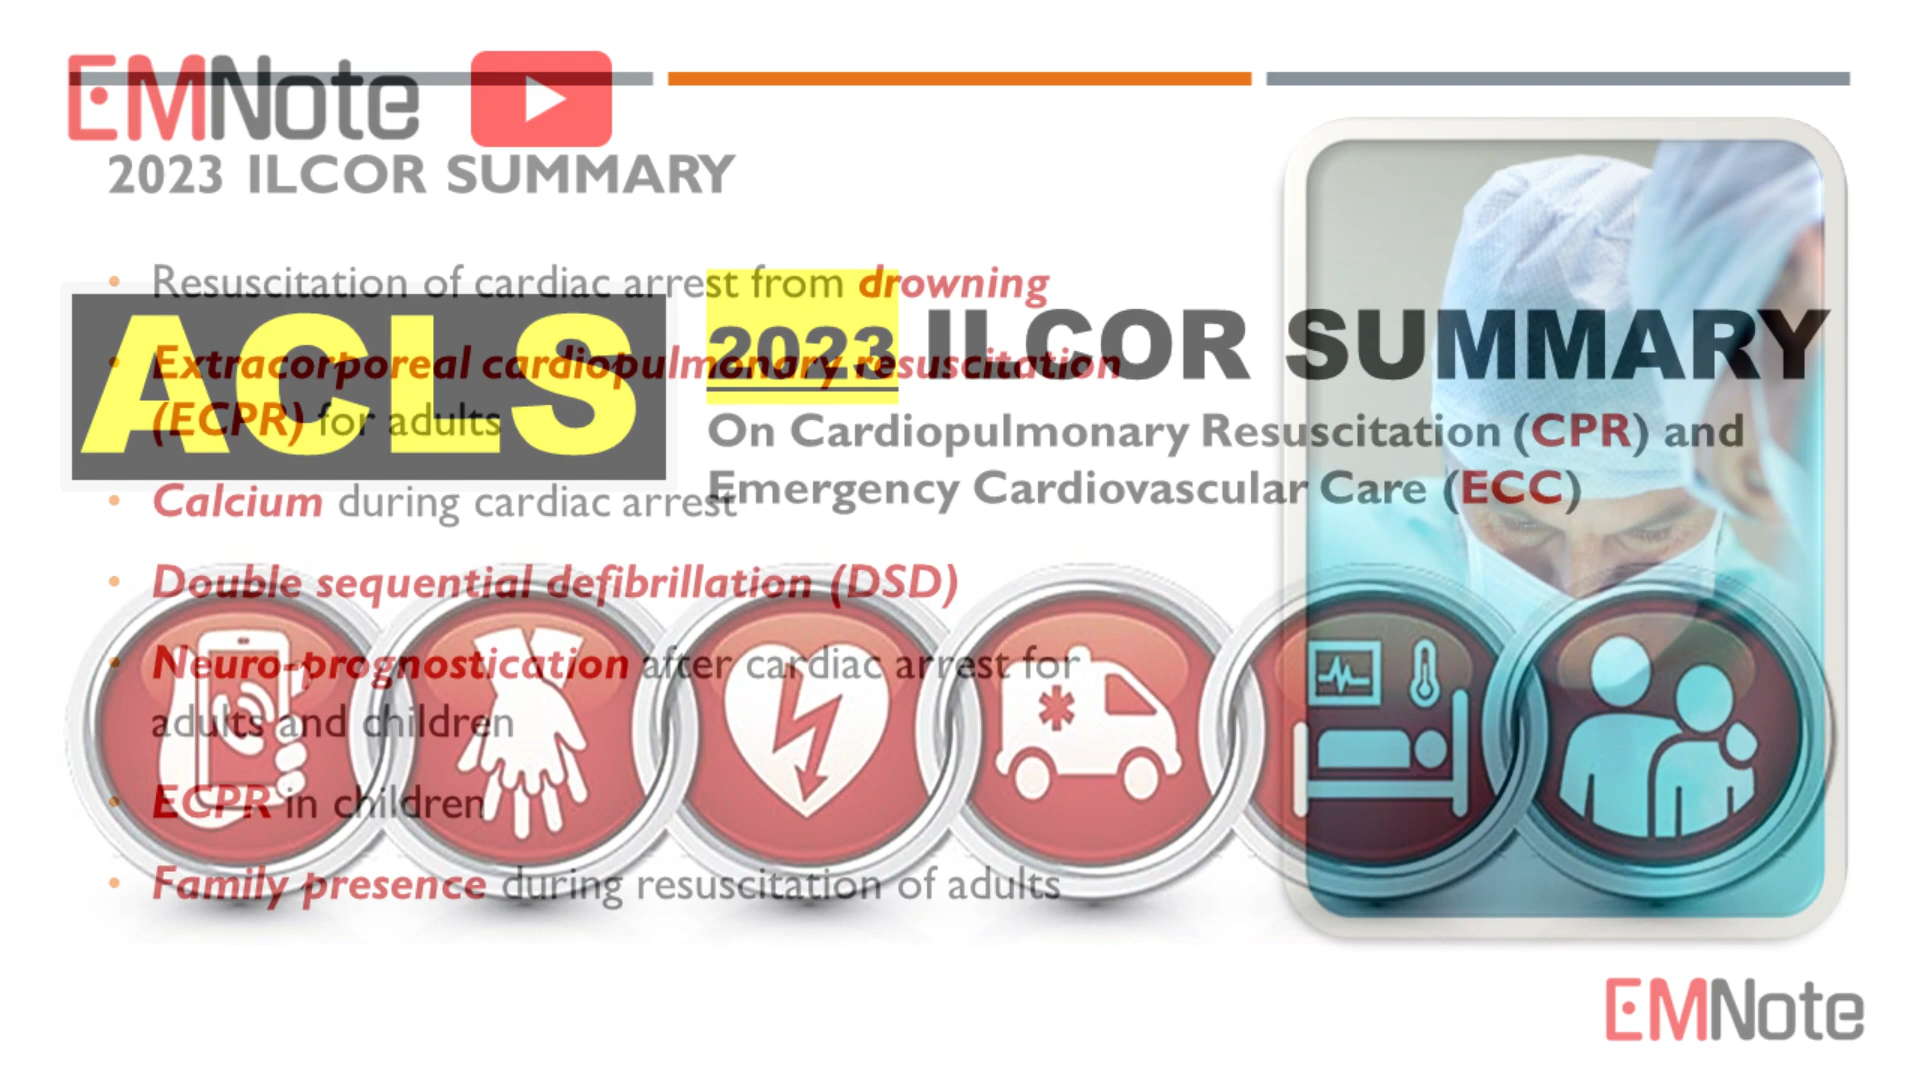 EMNote
2023 ILCOR SUMMARY
• Resuscitation of cardiac arrest from drowning
• Extracorporeal cardiopulmonary resuscitation
(ECPR) for adults
• Calcium during cardiac arrest
• Double sequential defibrillation (DSD)
• Neuro-prognostication after cardiac arrest for
adults and children
• ECPR in children
• Family presence during resuscitation of adults
ACLS
2023 ILCOR SUMMARY
On Cardiopulmonary Resuscitation (CPR) and
Emergency Cardiovascular Care (ECC)
EMNote